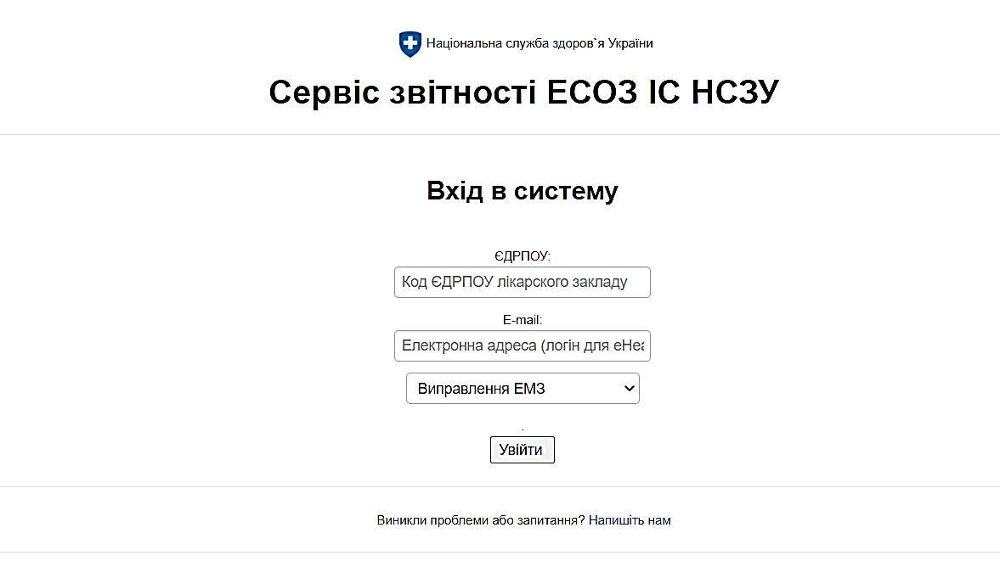 Національна служба здоров`я України
Сервіс звітності ЕСОЗ ІС НСЗУ
Вхід в систему
ЄДРПОУ:
Код ЄДРПОУ лікарского закладу
E-mail:
Електронна адреса (логін для eHea
Виправлення ЕМЗ
.
Увійти
Виникли проблеми або запитання? Напишіть нам